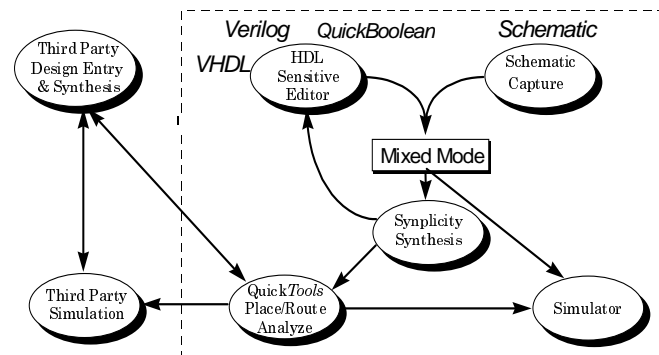 Verilog
QuickBoolean
Schematic
VHDL
Third Party
Design Entry
& Synthesis
HDL
Sensitive
Editor
Schematic
Capture
Mixed Mode
Synplicity
Synthesis
Third Party
Simulation
QuickTools
Place/Route
Analyze
Simulator